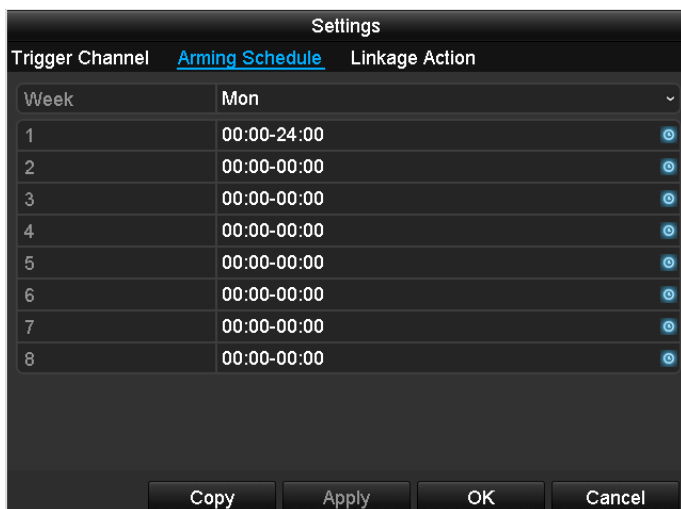 Settings
Trigger Channel Arming Schedule Linkage Action
Week Mon
1 00:00-24:00
2 00:00-00:00
3 00:00-00:00
4 00:00-00:00
5 00:00-00:00
6 00:00-00:00
7 00:00-00:00
8 00:00-00:00
Copy Apply OK Cancel